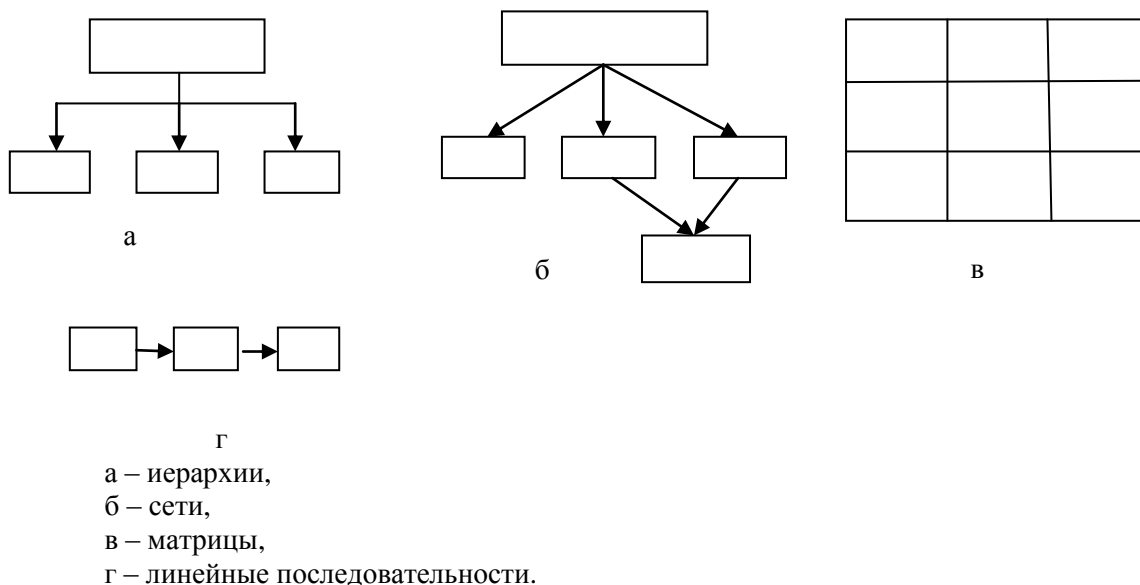 а
б
в
г
а – иерархии,
б – сети,
в – матрицы,
г – линейные последовательности.